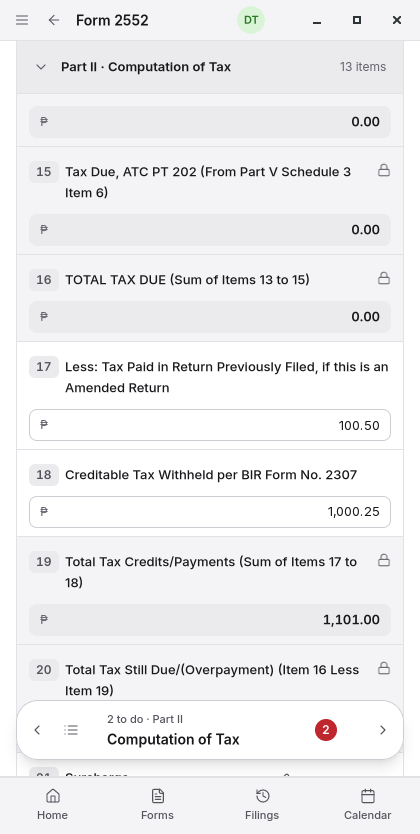 Form 2552
DT
Part II · Computation of Tax
13 items
₱ 0.00
15 Tax Due, ATC PT 202 (From Part V Schedule 3
Item 6)
₱ 0.00
16 TOTAL TAX DUE (Sum of Items 13 to 15)
₱ 0.00
17 Less: Tax Paid in Return Previously Filed, if this is an
Amended Return
₱ 100.50
18 Creditable Tax Withheld per BIR Form No. 2307
₱ 1,000.25
19 Total Tax Credits/Payments (Sum of Items 17 to
18)
₱ 1,101.00
20 Total Tax Still Due/(Overpayment) (Item 16 Less
Item 19)
2 to do · Part II
Computation of Tax
2
Home
Forms
Filings
Calendar